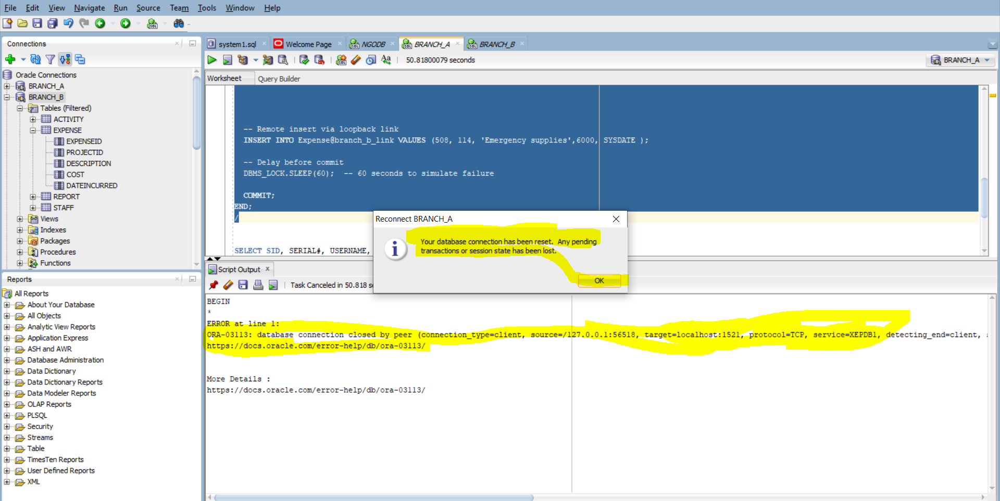 File Edit View Navigate Run Source Team Tools Window Help
Connections
Oracle Connections
BRANCH_A
BRANCH_B
Tables (Filtered)
ACTIVITY
EXPENSE
EXPENSEID
PROJECTID
DESCRIPTION
COST
DATEINCURRED
REPORT
STAFF
Views
Indexes
Packages
Procedures
Functions
Reports
All Reports
About Your Database
All Objects
Analytic View Reports
Application Express
ASH and AWR
Database Administration
Data Dictionary
Data Dictionary Reports
Data Modeler Reports
OLAP Reports
PLSQL
Security
Streams
Table
TimesTen Reports
User Defined Reports
XML
system1.sql Welcome Page NGODB BRANCH_A BRANCH_B
50.81800079 seconds BRANCH_A
Worksheet Query Builder
-- Remote insert via loopback link
INSERT INTO Expense@branch_b_link VALUES (508, 114, 'Emergency supplies',6000, SYSDATE );
-- Delay before commit
DBMS_LOCK.SLEEP(60);  -- 60 seconds to simulate failure
COMMIT;
END;
/
SELECT SID, SERIAL#, USERNAME,
Reconnect BRANCH_A
Your database connection has been reset.  Any pending
transactions or session state has been lost.
OK
Script Output
Task Canceled in 50.818 se
BEGIN
*
ERROR at line 1:
ORA-03113: database connection closed by peer (connection_type=client, source=/127.0.0.1:56518, target=localhost:1521, protocol=TCP, service=XEPDB1, detecting_end=client,
https://docs.oracle.com/error-help/db/ora-03113/
More Details :
https://docs.oracle.com/error-help/db/ora-03113/